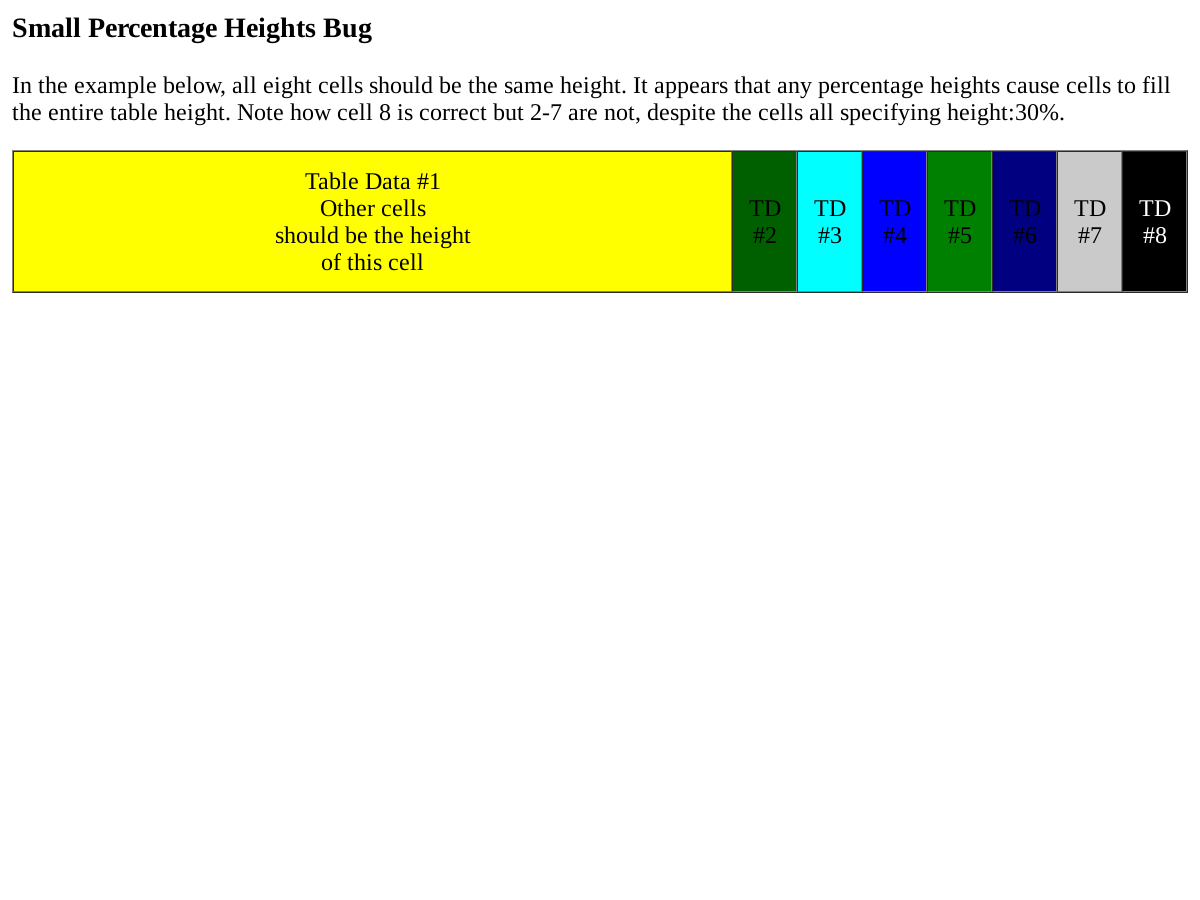 Small Percentage Heights Bug
In the example below, all eight cells should be the same height. It appears that any percentage heights cause cells to fill
the entire table height. Note how cell 8 is correct but 2-7 are not, despite the cells all specifying height:30%.
Table Data #1
Other cells
should be the height
of this cell
TD
#2
TD
#3
TD
#4
TD
#5
TD
#6
TD
#7
TD
#8